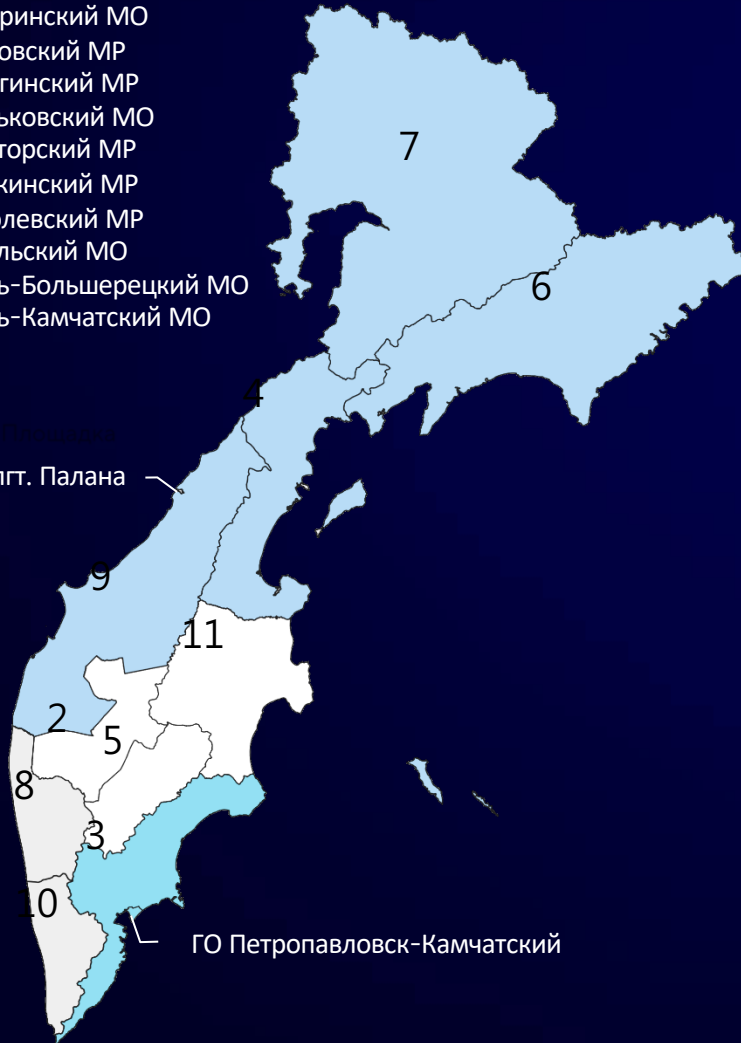 ринский МО
овский МР
гинский МР
ьковский МО
торский МР
кинский МР
олевский МР
льский МО
ь-Большерецкий МО
ь-Камчатский МО
7
6
4
пгт. Палана
9
11
2
5
8
3
10
ГО Петропавловск-Камчатский